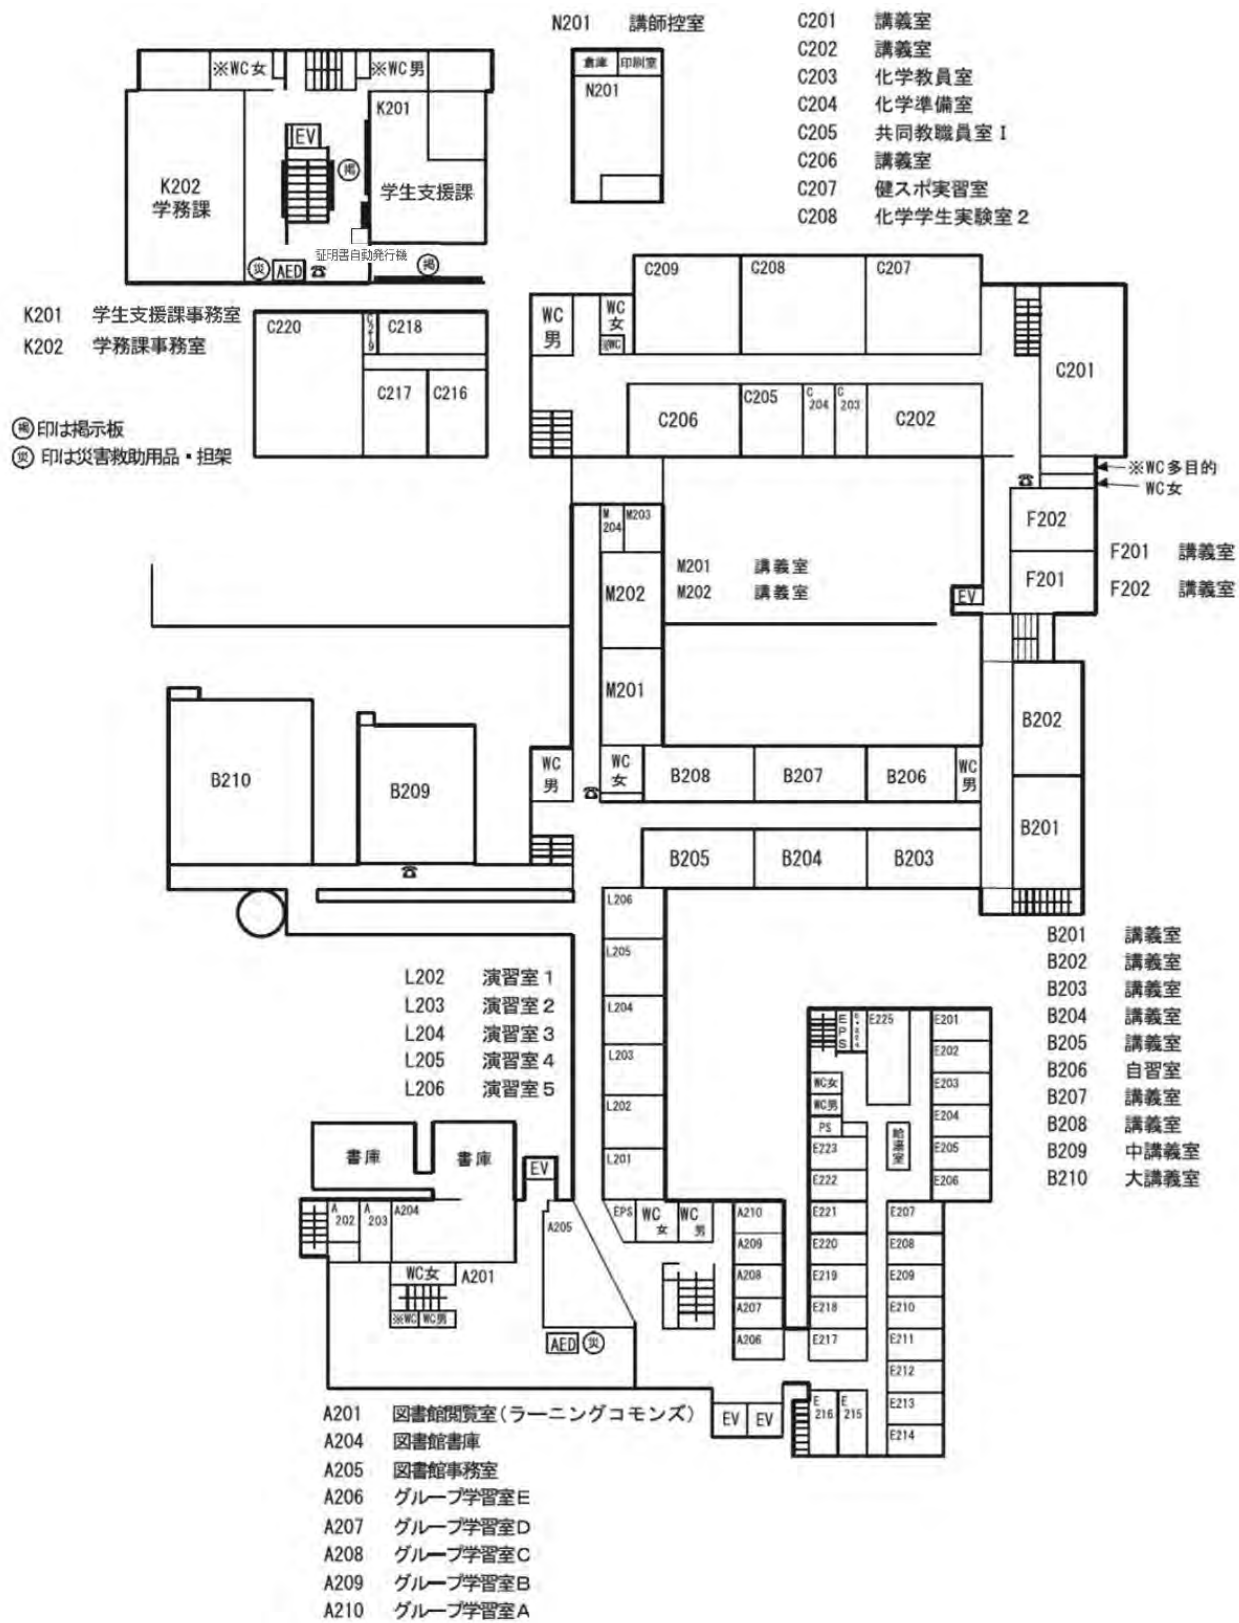 N201 講師控室
C201 講義室
C202 講義室
C203 化学教員室
C204 化学準備室
C205 共同教職員室Ⅰ
C206 講義室
C207 健スポ実習室
C208 化学学生実験室2
※WC女
※WC男
倉庫
印刷室
N201
K201
EV
掲
K202
学務課
学生支援課
証明書自動発行機
災
AED
掲
K201 学生支援課事務室
K202 学務課事務室
掲印は掲示板
災印は災害救助用品・担架
C220
C219
C218
C217
C216
WC
男
WC
女
※WC
C209
C208
C207
C201
C206
C205
C
204
C
203
C202
※WC多目的
WC女
F202
F201
F201 講義室
F202 講義室
EV
M
204
M203
M202
M201
M201 講義室
M202 講義室
B210
B209
WC
男
WC
女
B208
B207
B206
WC
男
B202
B201
B205
B204
B203
L206
L205
L204
L203
L202
L201
L202 演習室1
L203 演習室2
L204 演習室3
L205 演習室4
L206 演習室5
B201 講義室
B202 講義室
B203 講義室
B204 講義室
B205 講義室
B206 自習室
B207 講義室
B208 講義室
B209 中講義室
B210 大講義室
EPS
E225
E201
E202
E203
E204
E205
E206
WC女
WC男
PS
給湯室
E223
E222
E221
E220
E219
E218
E217
E207
E208
E209
E210
E211
E212
E213
E214
E
216
E
215
書庫
書庫
EV
A
202
A
203
A204
A205
EPS
WC
女
WC
男
A210
A209
A208
A207
A206
WC女
A201
※WC
WC男
AED
災
EV
EV
A201 図書館閲覧室(ラーニングコモンズ)
A204 図書館書庫
A205 図書館事務室
A206 グループ学習室E
A207 グループ学習室D
A208 グループ学習室C
A209 グループ学習室B
A210 グループ学習室A